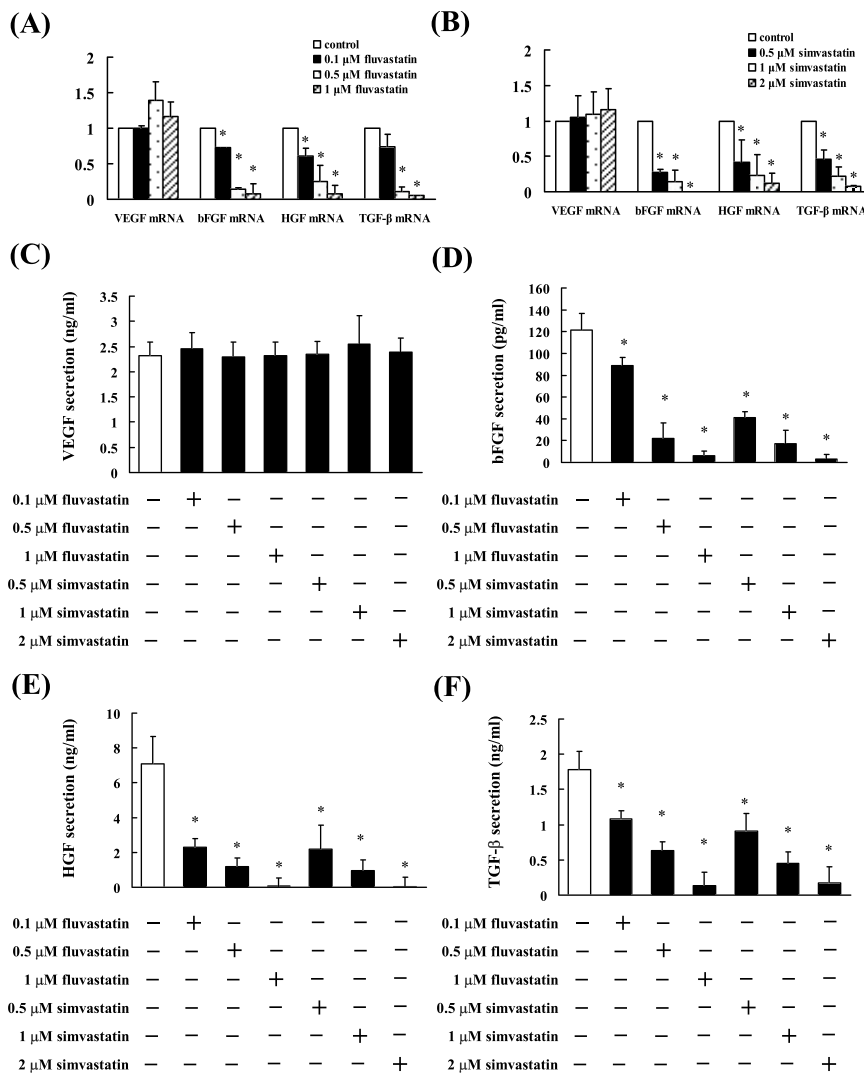 (A)
control
0.1 μM fluvastatin
0.5 μM fluvastatin
1 μM fluvastatin
2
1.5
1
0.5
0
* * * * * * * *
VEGF mRNA bFGF mRNA HGF mRNA TGF-β mRNA
(B)
control
0.5 μM simvastatin
1 μM simvastatin
2 μM simvastatin
2
1.5
1
0.5
0
* * * * * * * * *
VEGF mRNA bFGF mRNA HGF mRNA TGF-β mRNA
(C)
VEGF secretion (ng/ml)
3.5
3
2.5
2
1.5
1
0.5
0
0.1 μM fluvastatin − + − − − − −
0.5 μM fluvastatin − − + − − − −
1 μM fluvastatin − − − + − − −
0.5 μM simvastatin − − − − + − −
1 μM simvastatin − − − − − + −
2 μM simvastatin − − − − − − +
(D)
bFGF secretion (pg/ml)
160
140
120
100
80
60
40
20
0
* * * * * *
0.1 μM fluvastatin − + − − − − −
0.5 μM fluvastatin − − + − − − −
1 μM fluvastatin − − − + − − −
0.5 μM simvastatin − − − − + − −
1 μM simvastatin − − − − − + −
2 μM simvastatin − − − − − − +
(E)
HGF secretion (ng/ml)
10
8
6
4
2
0
* * * * * *
0.1 μM fluvastatin − + − − − − −
0.5 μM fluvastatin − − + − − − −
1 μM fluvastatin − − − + − − −
0.5 μM simvastatin − − − − + − −
1 μM simvastatin − − − − − + −
2 μM simvastatin − − − − − − +
(F)
TGF-β secretion (ng/ml)
2.5
2
1.5
1
0.5
0
* * * * * *
0.1 μM fluvastatin − + − − − − −
0.5 μM fluvastatin − − + − − − −
1 μM fluvastatin − − − + − − −
0.5 μM simvastatin − − − − + − −
1 μM simvastatin − − − − − + −
2 μM simvastatin − − − − − − +